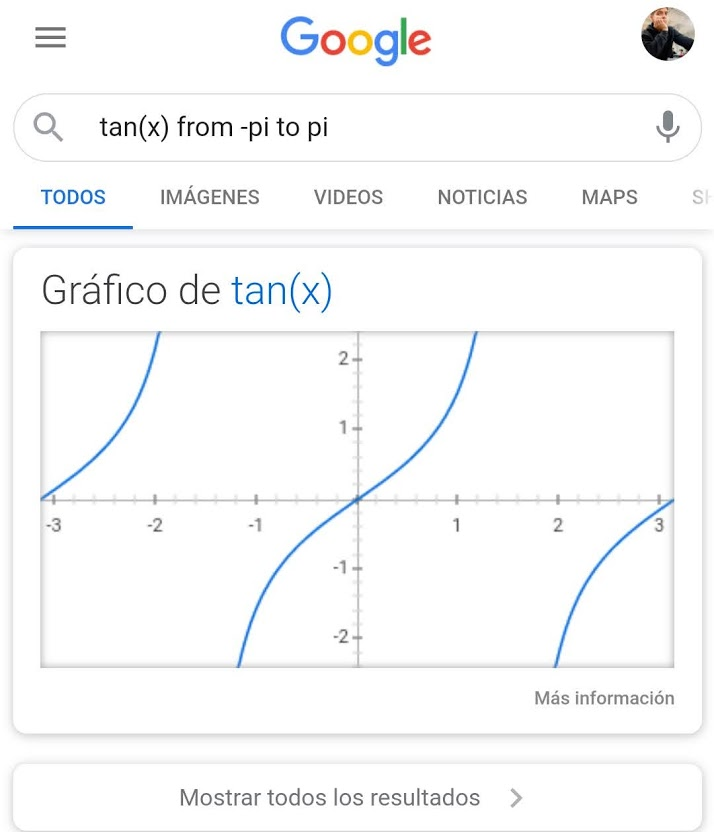 Google
tan(x) from -pi to pi
TODOS IMÁGENES VIDEOS NOTICIAS MAPS SH
Gráfico de tan(x)
2
1
-3 -2 -1 1 2 3
-1
-2
Más información
Mostrar todos los resultados